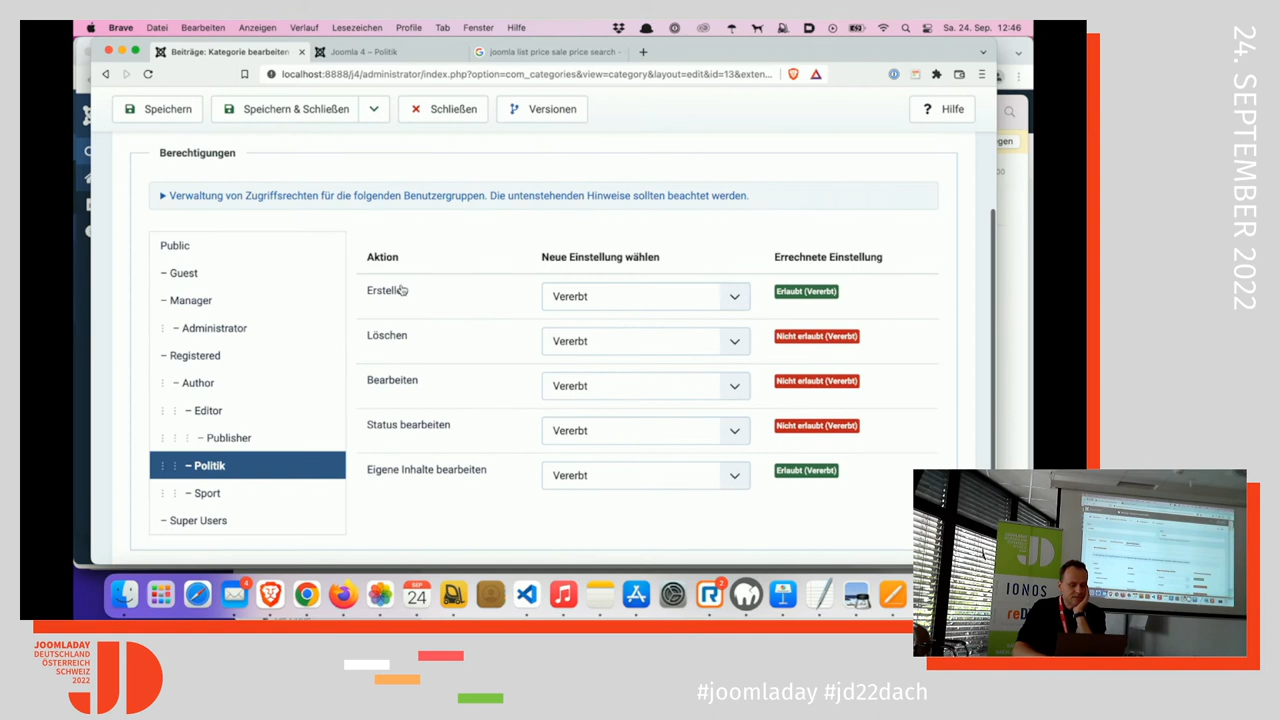 Brave Datei Bearbeiten Anzeigen Verlauf Lesezeichen Profile Tab Fenster Hilfe Sa. 24. Sep. 12:46
Beiträge: Kategorie bearbeiten Joomla 4 – Politik joomla list price sale price search -
localhost:8888/j4/administrator/index.php?option=com_categories&view=category&layout=edit&id=13&exten...
Speichern Speichern & Schließen Schließen Versionen ? Hilfe
Berechtigungen
Verwaltung von Zugriffsrechten für die folgenden Benutzergruppen. Die untenstehenden Hinweise sollten beachtet werden.
Public
– Guest
– Manager
– Administrator
– Registered
– Author
– Editor
– Publisher
– Politik
– Sport
– Super Users
Aktion Neue Einstellung wählen Errechnete Einstellung
Erstellen Vererbt Erlaubt (Vererbt)
Löschen Vererbt Nicht erlaubt (Vererbt)
Bearbeiten Vererbt Nicht erlaubt (Vererbt)
Status bearbeiten Vererbt Nicht erlaubt (Vererbt)
Eigene Inhalte bearbeiten Vererbt Erlaubt (Vererbt)
4
SEP
24
2
24. SEPTEMBER 2022
IONOS
JOOMLADAY
DEUTSCHLAND
ÖSTERREICH
SCHWEIZ
2022
#joomladay #jd22dach